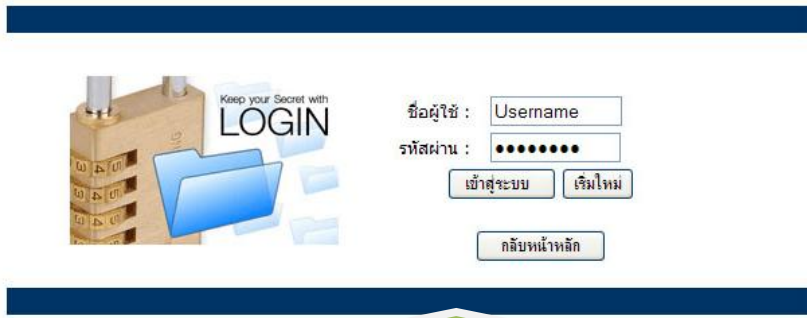 Keep your Secret with
LOGIN
ชื่อผู้ใช้ : Username
รหัสผ่าน : ••••••••
เข้าสู่ระบบ เริ่มใหม่
กลับหน้าหลัก